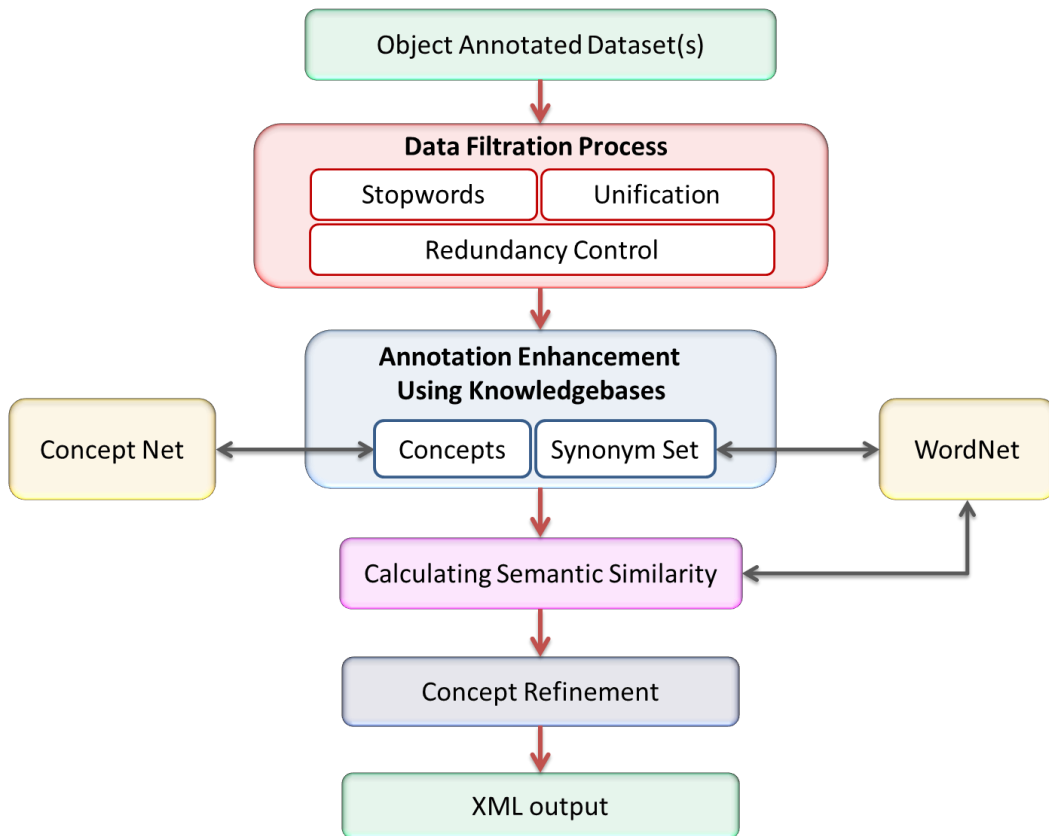 Object Annotated Dataset(s)
Data Filtration Process
Stopwords
Unification
Redundancy Control
Annotation Enhancement
Using Knowledgebases
Concept Net
Concepts
Synonym Set
WordNet
Calculating Semantic Similarity
Concept Refinement
XML output